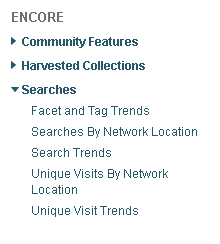 ENCORE
Community Features
Harvested Collections
Searches
Facet and Tag Trends
Searches By Network Location
Search Trends
Unique Visits By Network
Location
Unique Visit Trends